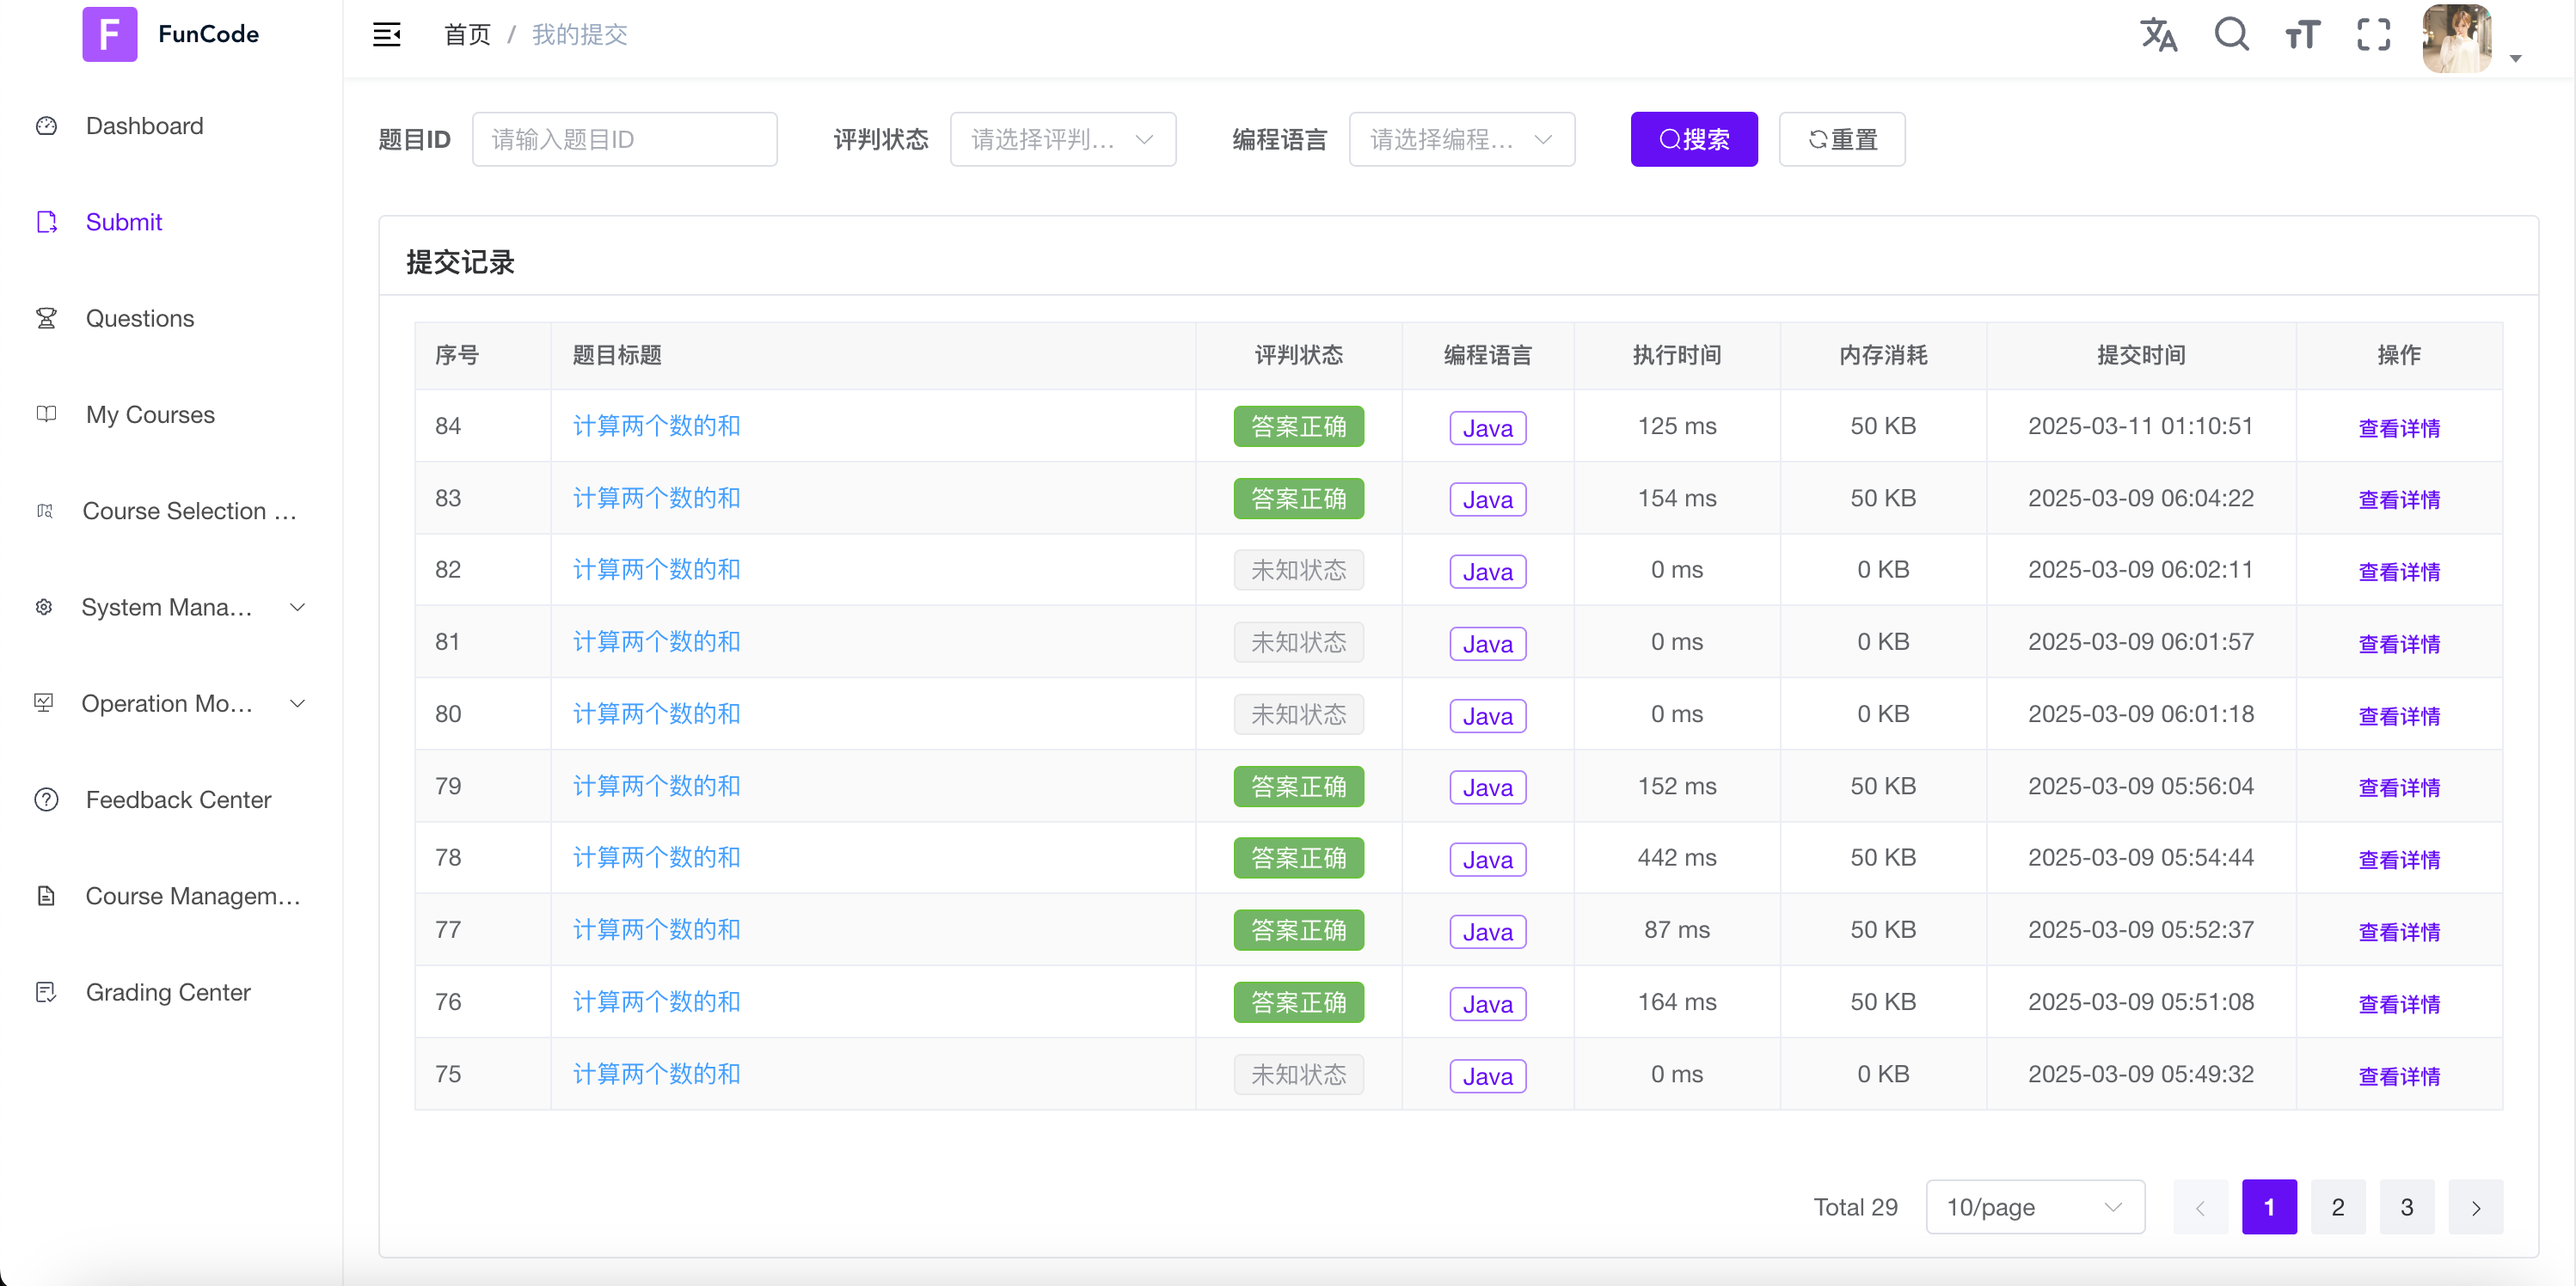 F FunCode
首页 / 我的提交
Dashboard
Submit
Questions
My Courses
Course Selection ...
System Mana...
Operation Mo...
Feedback Center
Course Managem...
Grading Center
题目ID 请输入题目ID 评判状态 请选择评判... 编程语言 请选择编程... 搜索 重置
提交记录
序号 题目标题 评判状态 编程语言 执行时间 内存消耗 提交时间 操作
84 计算两个数的和 答案正确 Java 125 ms 50 KB 2025-03-11 01:10:51 查看详情
83 计算两个数的和 答案正确 Java 154 ms 50 KB 2025-03-09 06:04:22 查看详情
82 计算两个数的和 未知状态 Java 0 ms 0 KB 2025-03-09 06:02:11 查看详情
81 计算两个数的和 未知状态 Java 0 ms 0 KB 2025-03-09 06:01:57 查看详情
80 计算两个数的和 未知状态 Java 0 ms 0 KB 2025-03-09 06:01:18 查看详情
79 计算两个数的和 答案正确 Java 152 ms 50 KB 2025-03-09 05:56:04 查看详情
78 计算两个数的和 答案正确 Java 442 ms 50 KB 2025-03-09 05:54:44 查看详情
77 计算两个数的和 答案正确 Java 87 ms 50 KB 2025-03-09 05:52:37 查看详情
76 计算两个数的和 答案正确 Java 164 ms 50 KB 2025-03-09 05:51:08 查看详情
75 计算两个数的和 未知状态 Java 0 ms 0 KB 2025-03-09 05:49:32 查看详情
Total 29 10/page 1 2 3